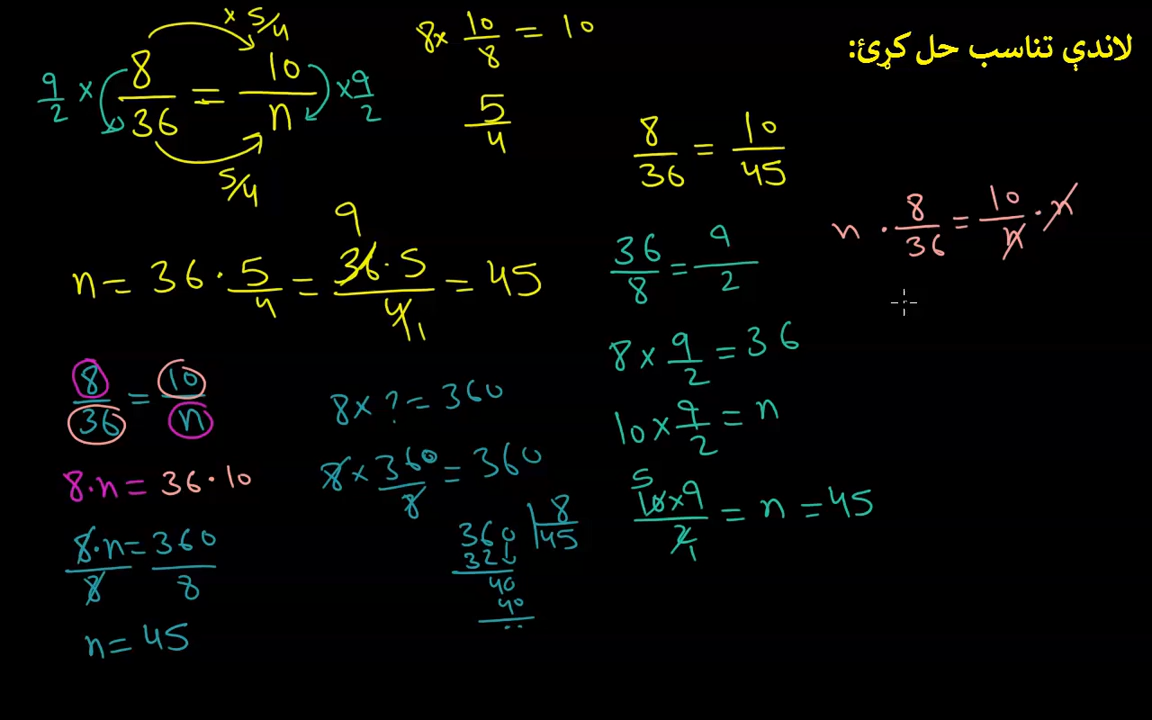 لاندې تناسب حل کړئ:
× 5/4
9/2 × 8/36 = 10/n × 9/2
5/4
8 × 10/8 = 10
5/4
n = 36 · 5/4 = 36 · 5/4 = 45
9
1
8/36 = 10/n
8 · n = 36 · 10
8 · n/8 = 360/8
n = 45
8 × ? = 360
8 × 360/8 = 360
360 | 8
45
32
40
40
8/36 = 10/45
36/8 = 9/2
8 × 9/2 = 36
10 × 9/2 = n
5
10 × 9/2 = n = 45
1
n · 8/36 = 10/n · n